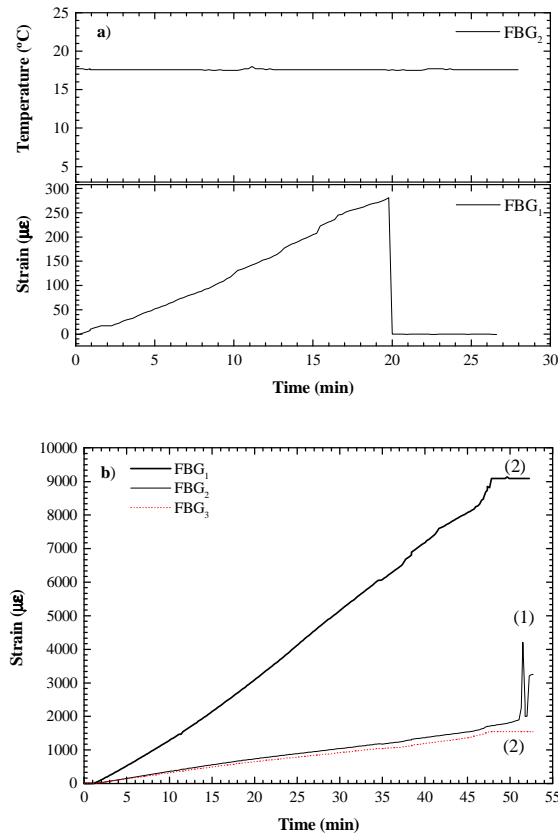 a)
FBG2
Temperature (ºC)
25
20
15
10
5
FBG1
Strain (µε)
300
250
200
150
100
50
0
0 5 10 15 20 25 30
Time (min)
b)
FBG1
FBG2
FBG3
(2)
(1)
(2)
Strain (µε)
10000
9000
8000
7000
6000
5000
4000
3000
2000
1000
0
0 5 10 15 20 25 30 35 40 45 50 55
Time (min)